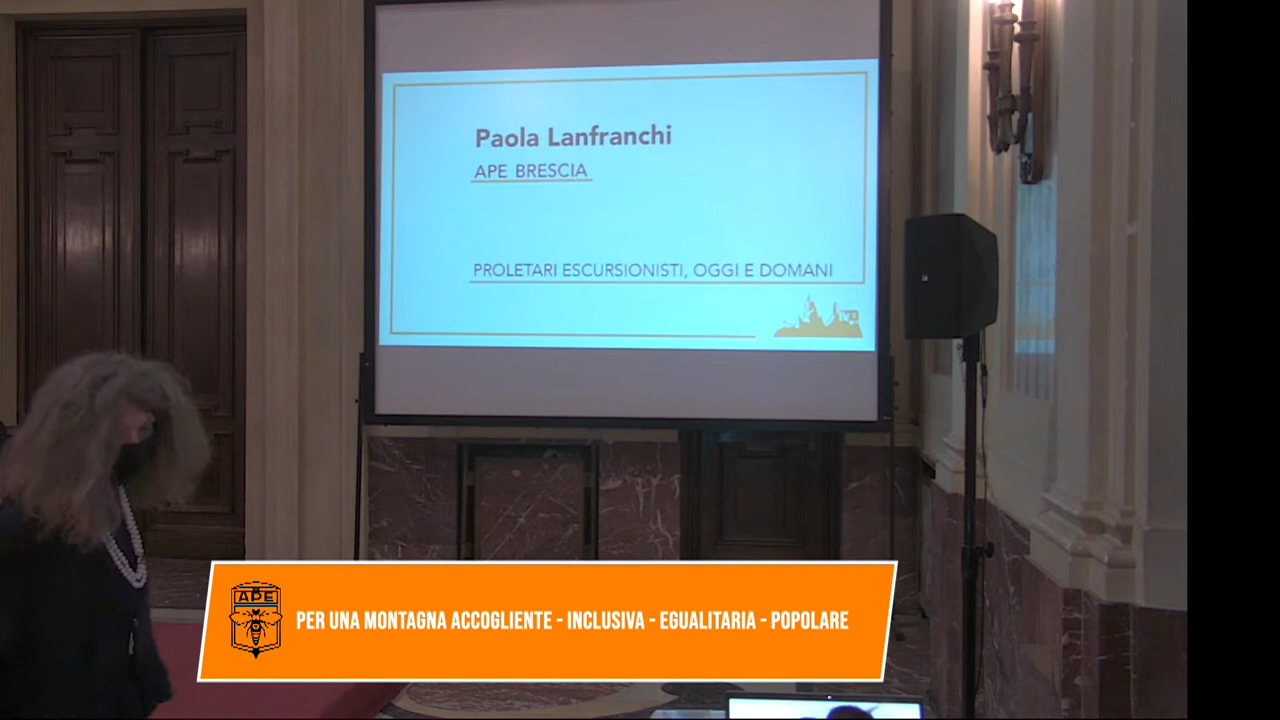 Paola Lanfranchi
APE BRESCIA
PROLETARI ESCURSIONISTI, OGGI E DOMANI
APE
PER UNA MONTAGNA ACCOGLIENTE - INCLUSIVA - EGUALITARIA - POPOLARE